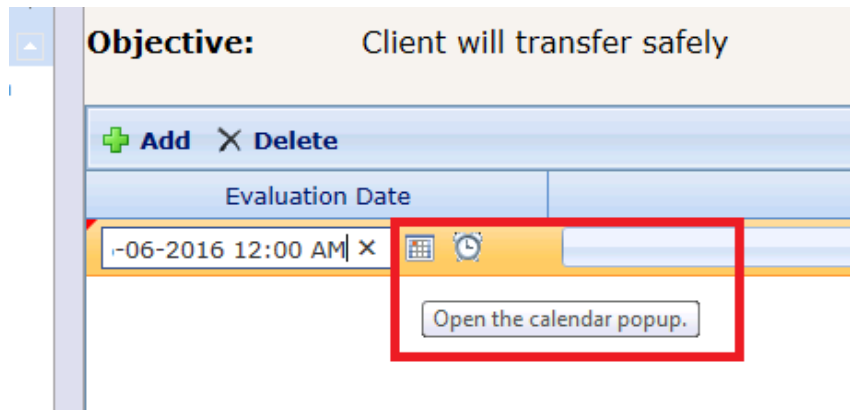 Objective: Client will transfer safely
Add Delete
Evaluation Date
-06-2016 12:00 AM
Open the calendar popup.